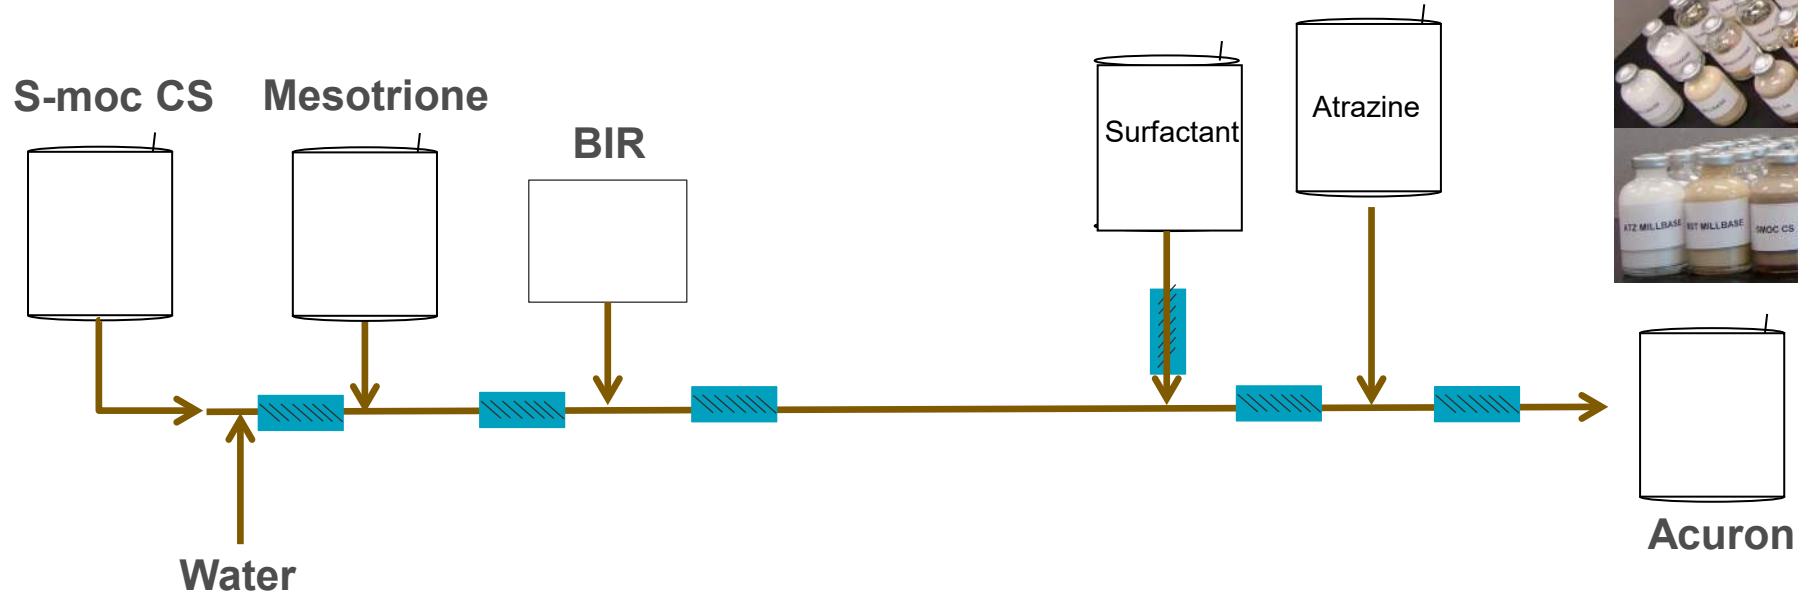 S-moc CS
Mesotrione
BIR
Surfactant
Atrazine
ATZ MILLBASE
MILLBASE
SMOC CS
Water
Acuron